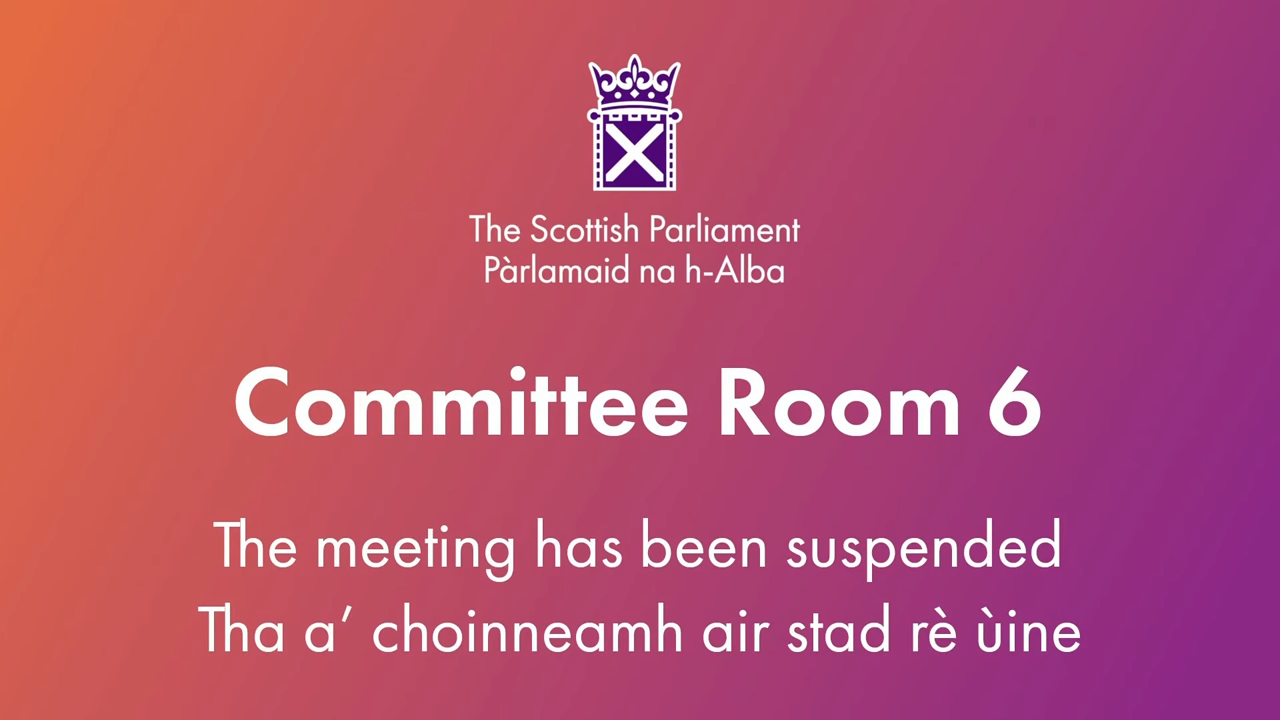 The Scottish Parliament
Pàrlamaid na h-Alba
Committee Room 6
The meeting has been suspended
Tha a’ choinneamh air stad rè ùine